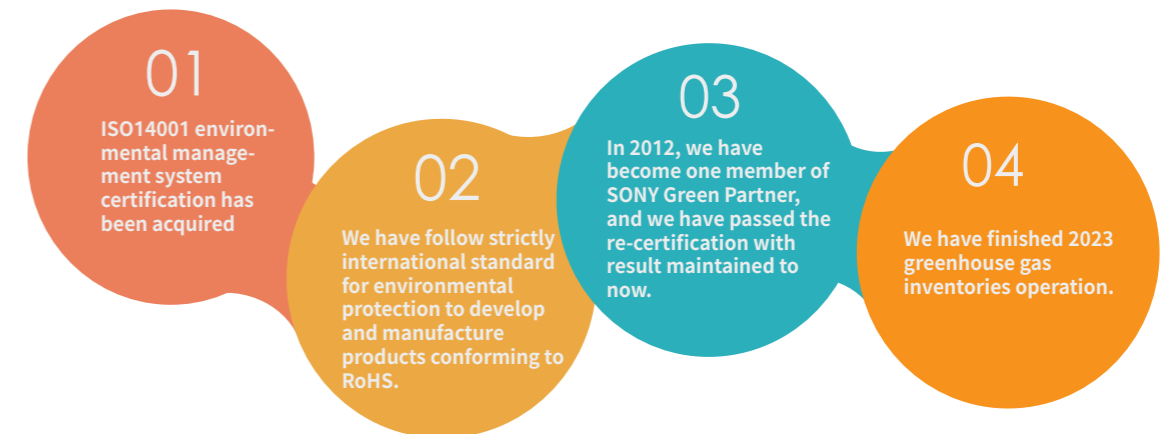 01
ISO14001 environ-
mental manage-
ment system
certification has
been acquired
02
We have follow strictly
international standard
for environmental
protection to develop
and manufacture
products conforming to
RoHS.
03
In 2012, we have
become one member of
SONY Green Partner,
and we have passed the
re-certification with
result maintained to
now.
04
We have finished 2023
greenhouse gas
inventories operation.